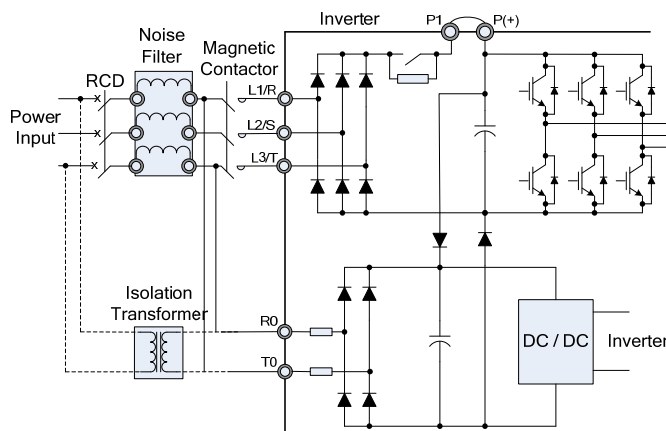 Noise
Filter
Inverter
P1
P(+)
RCD
Magnetic
Contactor
L1/R
Power
Input
L2/S
L3/T
Isolation
Transformer
R0
T0
DC / DC
Inverter